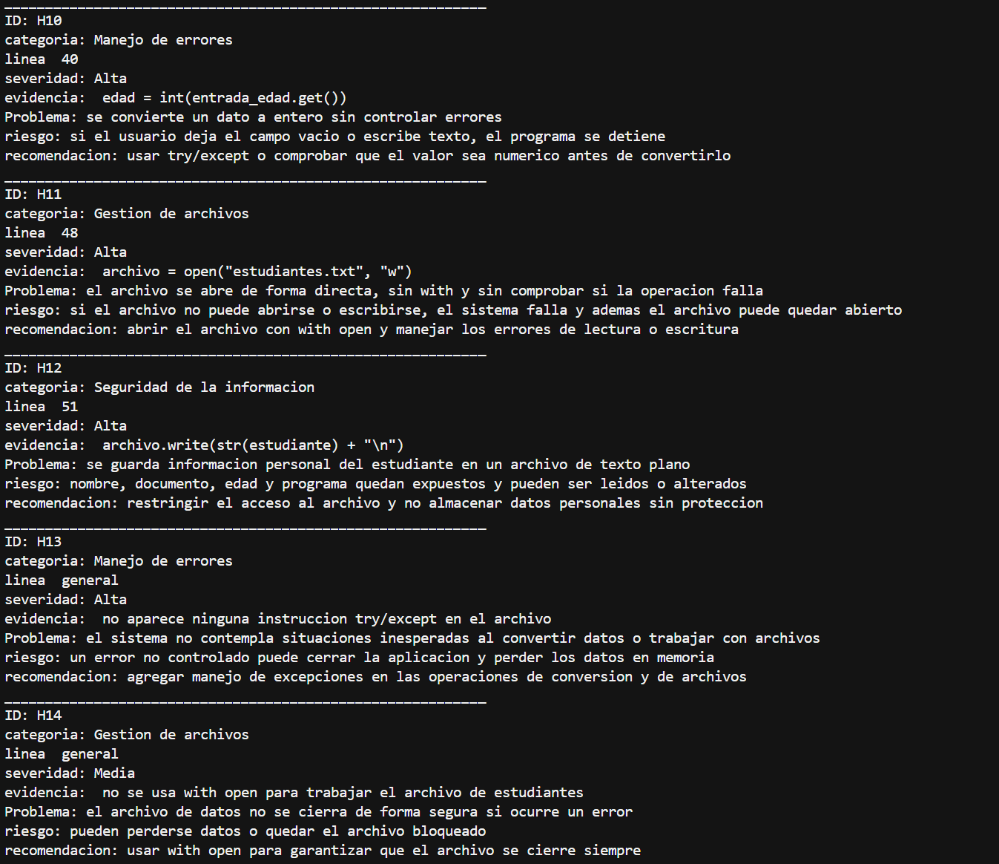 ___________________________________________________________
ID: H10
categoria: Manejo de errores
linea  40
severidad: Alta
evidencia:  edad = int(entrada_edad.get())
Problema: se convierte un dato a entero sin controlar errores
riesgo: si el usuario deja el campo vacio o escribe texto, el programa se detiene
recomendacion: usar try/except o comprobar que el valor sea numerico antes de convertirlo
___________________________________________________________
ID: H11
categoria: Gestion de archivos
linea  48
severidad: Alta
evidencia:  archivo = open("estudiantes.txt", "w")
Problema: el archivo se abre de forma directa, sin with y sin comprobar si la operacion falla
riesgo: si el archivo no puede abrirse o escribirse, el sistema falla y ademas el archivo puede quedar abierto
recomendacion: abrir el archivo con with open y manejar los errores de lectura o escritura
___________________________________________________________
ID: H12
categoria: Seguridad de la informacion
linea  51
severidad: Alta
evidencia:  archivo.write(str(estudiante) + "\n")
Problema: se guarda informacion personal del estudiante en un archivo de texto plano
riesgo: nombre, documento, edad y programa quedan expuestos y pueden ser leidos o alterados
recomendacion: restringir el acceso al archivo y no almacenar datos personales sin proteccion
___________________________________________________________
ID: H13
categoria: Manejo de errores
linea  general
severidad: Alta
evidencia:  no aparece ninguna instruccion try/except en el archivo
Problema: el sistema no contempla situaciones inesperadas al convertir datos o trabajar con archivos
riesgo: un error no controlado puede cerrar la aplicacion y perder los datos en memoria
recomendacion: agregar manejo de excepciones en las operaciones de conversion y de archivos
___________________________________________________________
ID: H14
categoria: Gestion de archivos
linea  general
severidad: Media
evidencia:  no se usa with open para trabajar el archivo de estudiantes
Problema: el archivo de datos no se cierra de forma segura si ocurre un error
riesgo: pueden perderse datos o quedar el archivo bloqueado
recomendacion: usar with open para garantizar que el archivo se cierre siempre